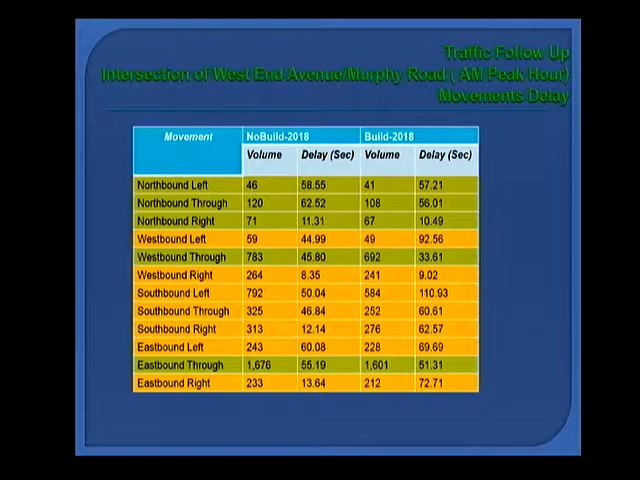 Traffic Follow Up
Intersection of West End Avenue/Murphy Road ( AM Peak Hour)
Movements Delay
Movement NoBuild-2018 Build-2018
Volume Delay (Sec) Volume Delay (Sec)
Northbound Left 46 58.55 41 57.21
Northbound Through 120 62.52 108 56.01
Northbound Right 71 11.31 67 10.49
Westbound Left 59 44.99 49 92.56
Westbound Through 783 45.80 692 33.61
Westbound Right 264 8.35 241 9.02
Southbound Left 792 50.04 584 110.93
Southbound Through 325 46.84 252 60.61
Southbound Right 313 12.14 276 62.57
Eastbound Left 243 60.08 228 69.69
Eastbound Through 1,676 55.19 1,601 51.31
Eastbound Right 233 13.64 212 72.71